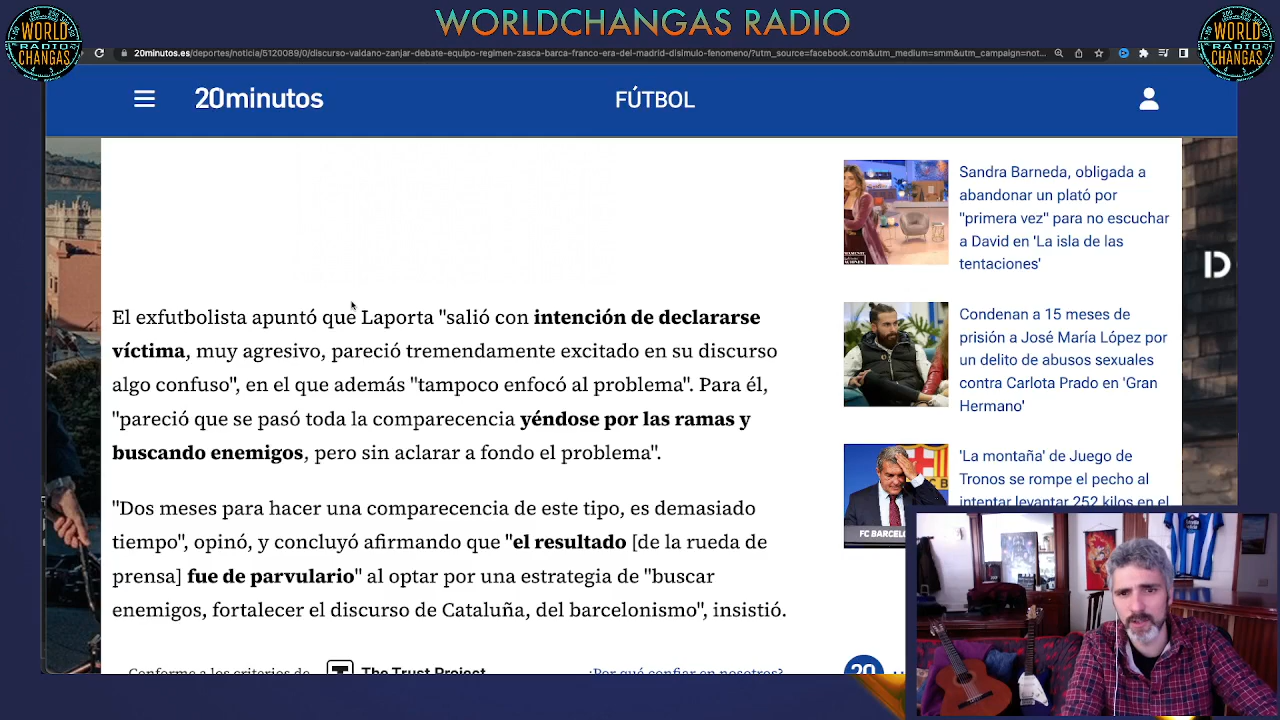 WORLDCHANGAS RADIO
WORLD
RADIO
CHANGAS
WORLD
RADIO
CHANGAS
20minutos.es/deportes/noticia/5120089/0/discurso-valdano-zanjar-debate-equipo-regimen-zasca-barca-franco-era-del-madrid-disimulo-fenomeno/?utm_source=facebook.com&utm_medium=smm&utm_campaign=not...
20minutos
FÚTBOL
El exfutbolista apuntó que Laporta "salió con intención de declararse
víctima, muy agresivo, pareció tremendamente excitado en su discurso
algo confuso", en el que además "tampoco enfocó al problema". Para él,
"pareció que se pasó toda la comparecencia yéndose por las ramas y
buscando enemigos, pero sin aclarar a fondo el problema".
"Dos meses para hacer una comparecencia de este tipo, es demasiado
tiempo", opinó, y concluyó afirmando que "el resultado [de la rueda de
prensa] fue de parvulario" al optar por una estrategia de "buscar
enemigos, fortalecer el discurso de Cataluña, del barcelonismo", insistió.
Conforme a los criterios de
The Trust Project
¿Por qué confiar en nosotros?
Sandra Barneda, obligada a
abandonar un plató por
"primera vez" para no escuchar
a David en 'La isla de las
tentaciones'
Condenan a 15 meses de
prisión a José María López por
un delito de abusos sexuales
contra Carlota Prado en 'Gran
Hermano'
'La montaña' de Juego de
Tronos se rompe el pecho al
intentar levantar 252 kilos en el
FC BARCELO
20
D